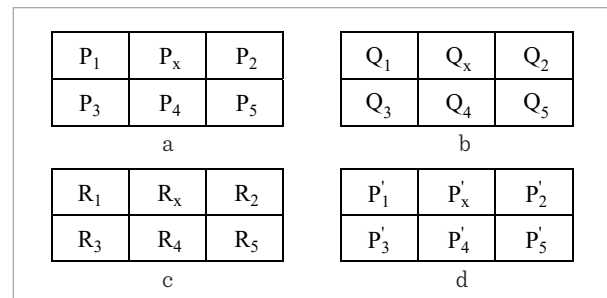 P₁ Pₓ P₂ Q₁ Qₓ Q₂
P₃ P₄ P₅ Q₃ Q₄ Q₅
a b
R₁ Rₓ R₂ P'₁ P'ₓ P'₂
R₃ R₄ R₅ P'₃ P'₄ P'₅
c d